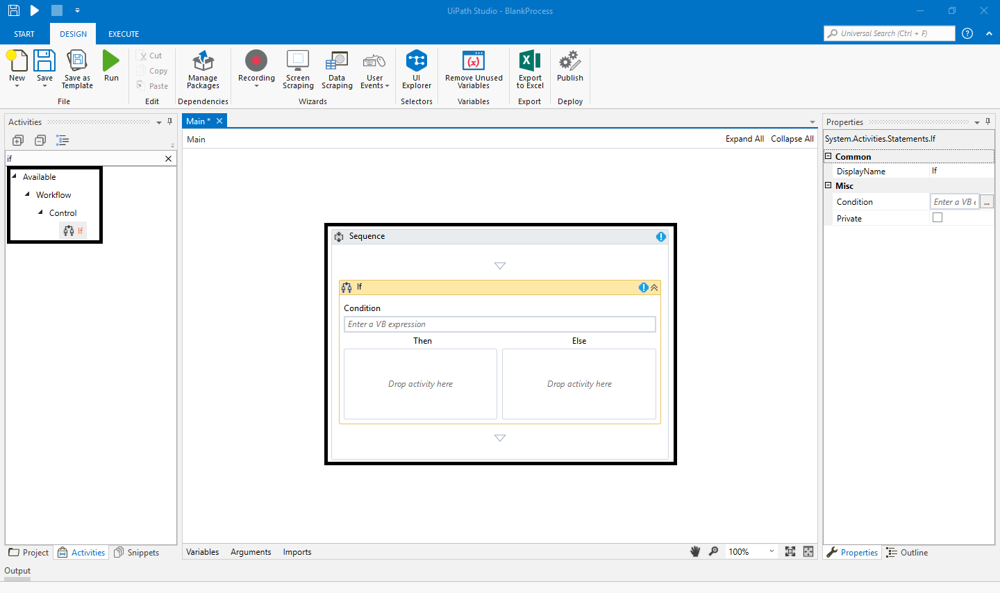 UiPath Studio - BlankProcess
START DESIGN EXECUTE
Universal Search (Ctrl + F)
New Save Save as Template Run
Cut
Copy
Paste
Manage Packages
Recording Screen Scraping Data Scraping User Events
UI Explorer
Remove Unused Variables
Export to Excel
Publish
File Edit Dependencies Wizards Selectors Variables Export Deploy
Activities
if
Available
Workflow
Control
If
Main *
Main Expand All Collapse All
Sequence
If
Condition
Enter a VB expression
Then Else
Drop activity here Drop activity here
Properties
System.Activities.Statements.If
Common
DisplayName If
Misc
Condition Enter a VB e ...
Private
Project Activities Snippets
Variables Arguments Imports
100%
Properties Outline
Output